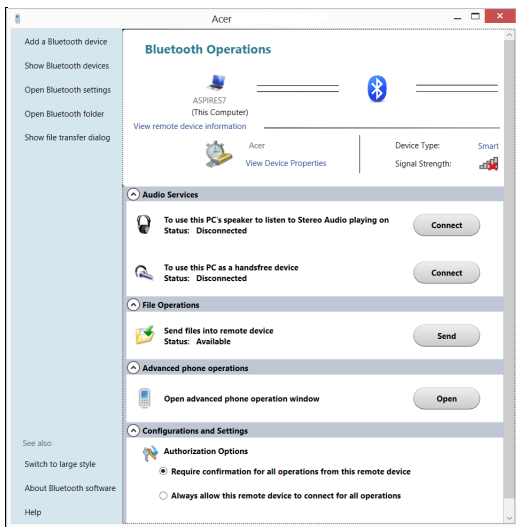 Acer
Add a Bluetooth device
Show Bluetooth devices
Open Bluetooth settings
Open Bluetooth folder
Show file transfer dialog
Bluetooth Operations
ASPIRES7
(This Computer)
View remote device information
Acer
View Device Properties
Device Type:
Smart
Signal Strength:
Audio Services
To use this PC's speaker to listen to Stereo Audio playing on
Status: Disconnected
Connect
To use this PC as a handsfree device
Status: Disconnected
Connect
File Operations
Send files into remote device
Status: Available
Send
Advanced phone operations
Open advanced phone operation window
Open
Configurations and Settings
Authorization Options
Require confirmation for all operations from this remote device
Always allow this remote device to connect for all operations
See also
Switch to large style
About Bluetooth software
Help